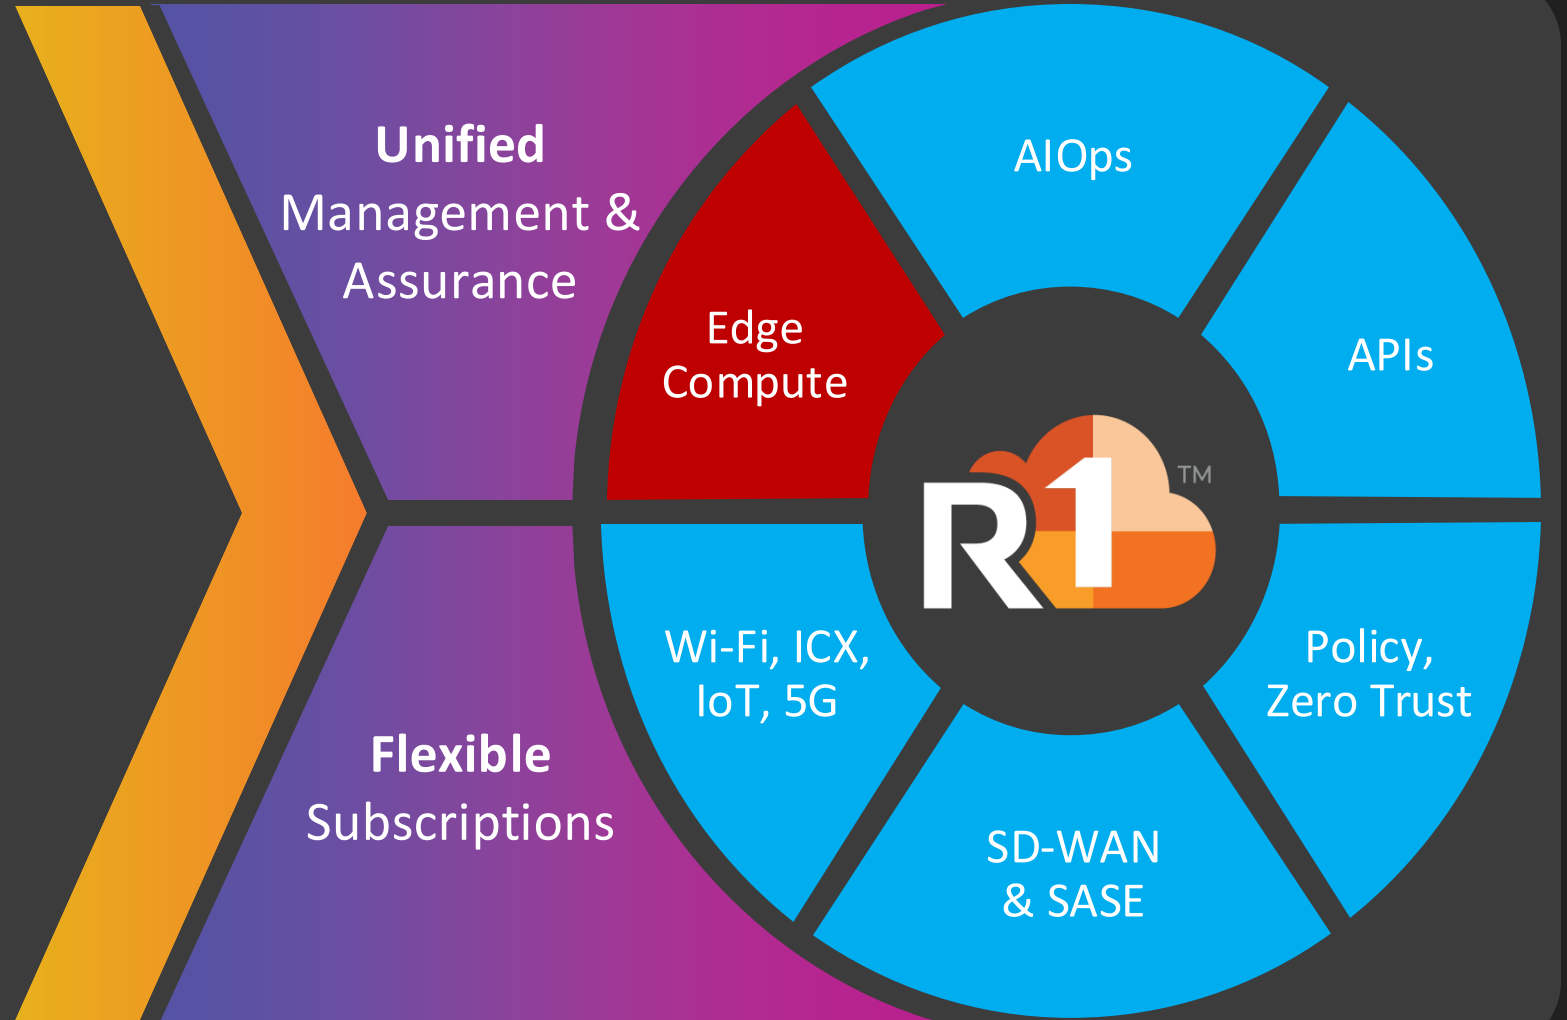 Unified
Management &
Assurance
Flexible
Subscriptions
AIOps
APIs
Policy,
Zero Trust
SD-WAN
& SASE
Wi-Fi, ICX,
IoT, 5G
Edge
Compute
R1
TM